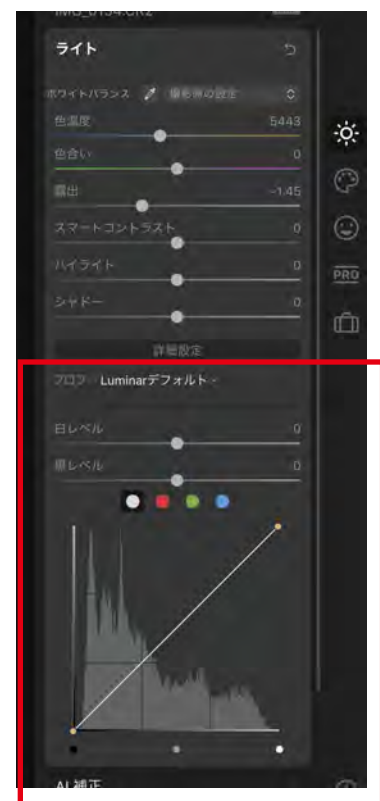 IMG_0134.CR2
ライト
ホワイトバランス 撮影時の設定
色温度 5443
色合い 0
露出 -1.45
スマートコントラスト 0
ハイライト 0
シャドー 0
PRO
詳細設定
プロフ Luminarデフォルト
白レベル 0
黒レベル 0
AI 補正